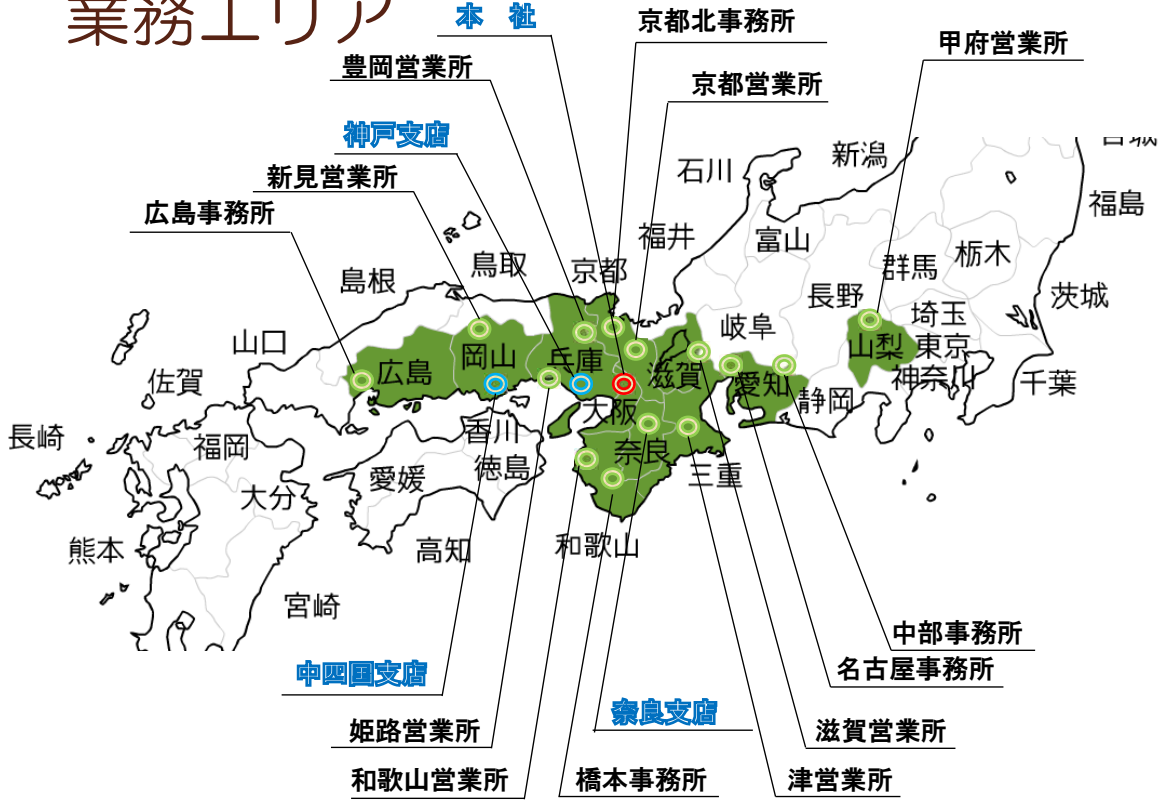 業務エリア
本 社
京都北事務所
甲府営業所
豊岡営業所
京都営業所
神戸支店
新見営業所
広島事務所
石川
新潟
福島
福井
富山
栃木
群馬
鳥取
京都
島根
長野
茨城
岐阜
埼玉
山口
岡山
兵庫
山梨
東京
広島
滋賀
愛知
神奈川
千葉
佐賀
静岡
大阪
香川
長崎
福岡
奈良
徳島
三重
愛媛
大分
熊本
高知
和歌山
宮崎
中部事務所
名古屋事務所
中四国支店
奈良支店
姫路営業所
滋賀営業所
和歌山営業所
橋本事務所
津営業所